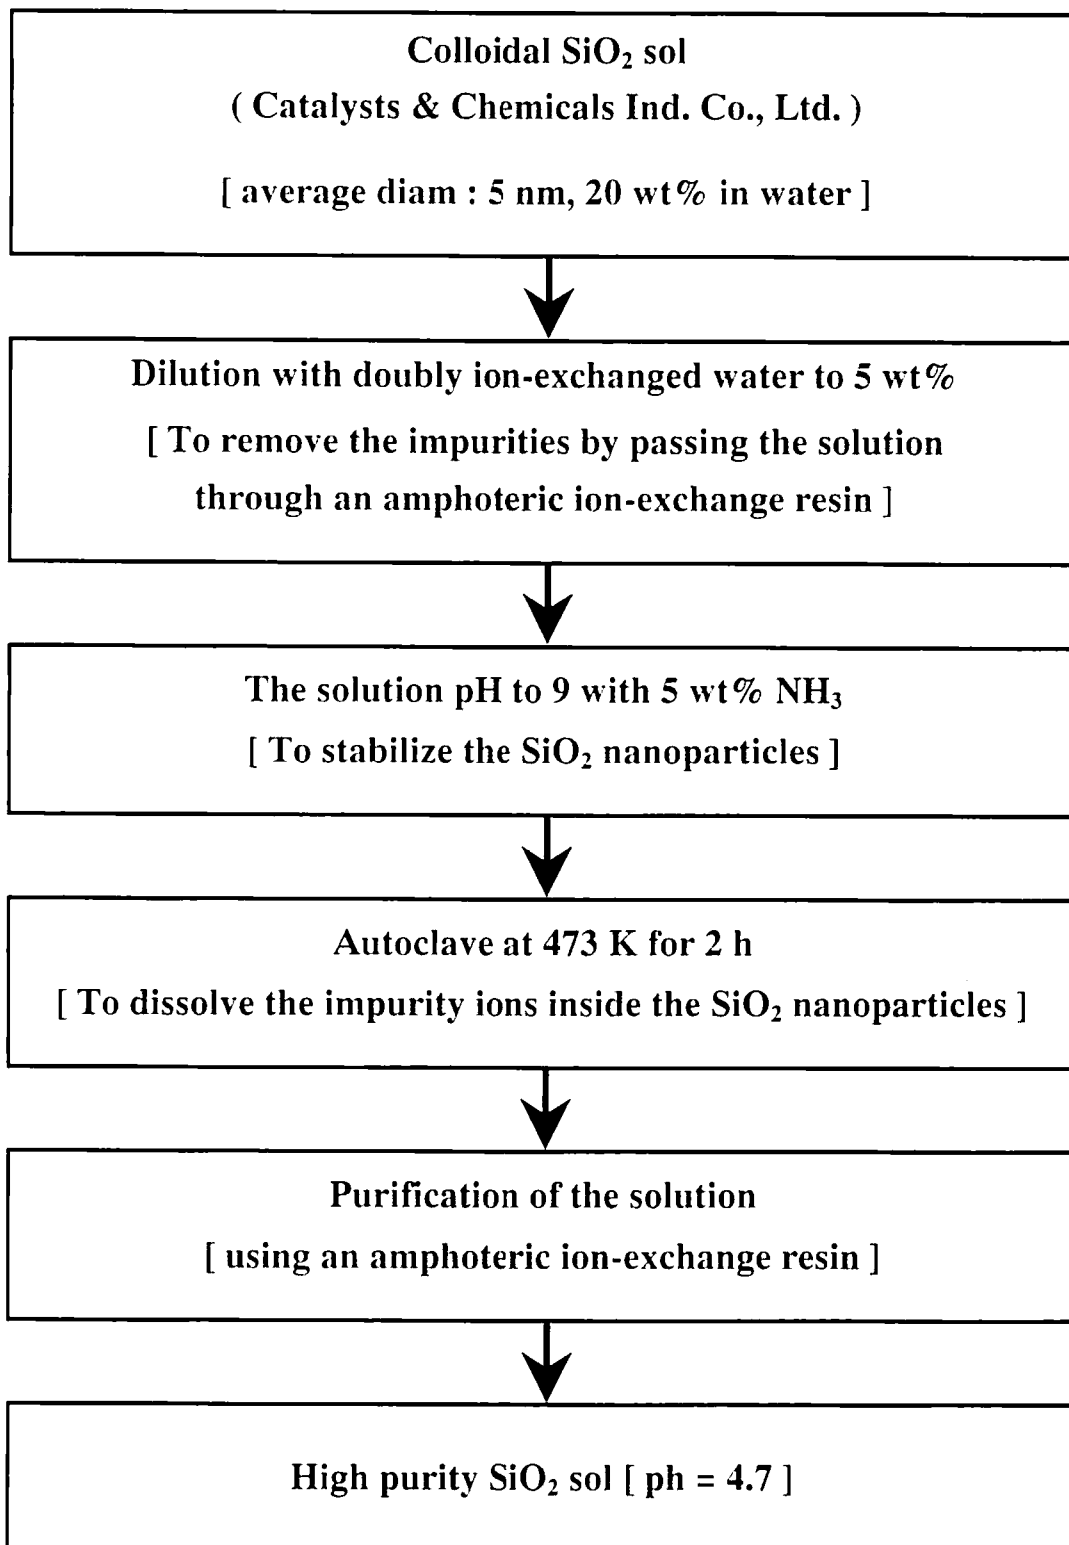 Colloidal SiO₂ sol
( Catalysts & Chemicals Ind. Co., Ltd. )
[ average diam : 5 nm, 20 wt% in water ]
Dilution with doubly ion-exchanged water to 5 wt%
[ To remove the impurities by passing the solution
through an amphoteric ion-exchange resin ]
The solution pH to 9 with 5 wt% NH₃
[ To stabilize the SiO₂ nanoparticles ]
Autoclave at 473 K for 2 h
[ To dissolve the impurity ions inside the SiO₂ nanoparticles ]
Purification of the solution
[ using an amphoteric ion-exchange resin ]
High purity SiO₂ sol [ ph = 4.7 ]